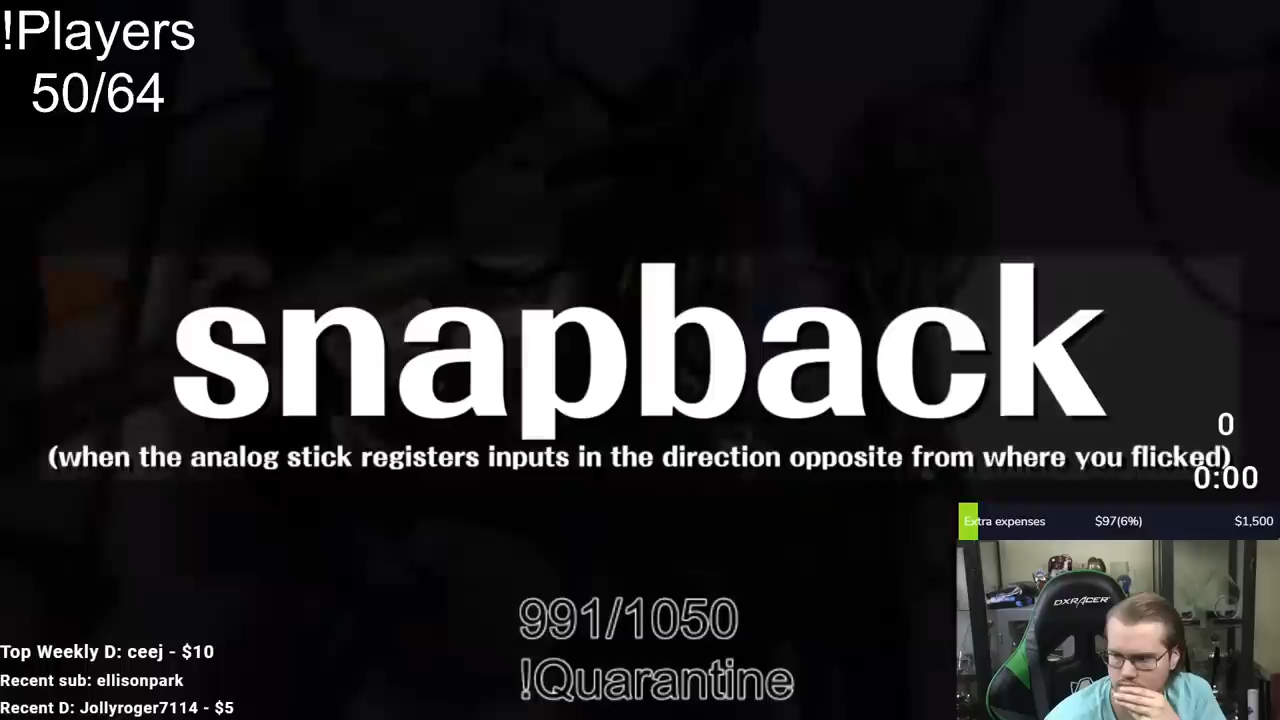 !Players
50/64
snapback
(when the analog stick registers inputs in the direction opposite from where you flicked)
0
0:00
Extra expenses $97(6%) $1,500
DXRACER
991/1050
!Quarantine
Top Weekly D: ceej - $10
Recent sub: ellisonpark
Recent D: Jollyroger7114 - $5